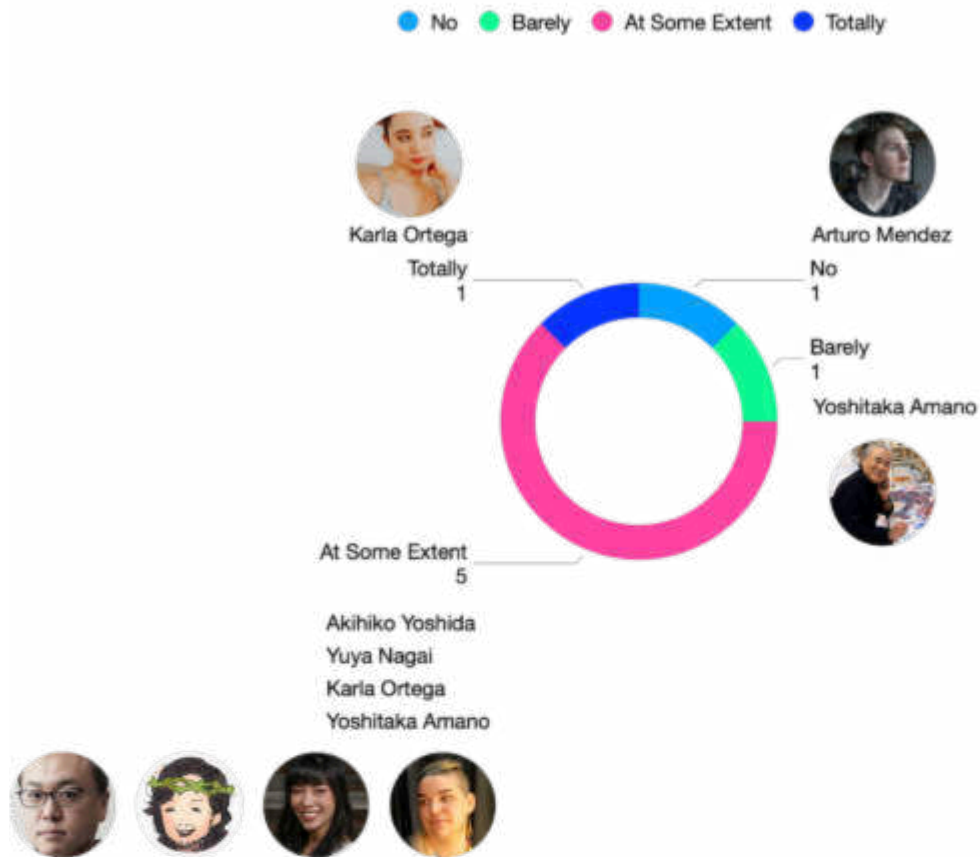 No Barely At Some Extent Totally
Karla Ortega
Arturo Mendez
Totally
1
No
1
Barely
1
Yoshitaka Amano
At Some Extent
5
Akihiko Yoshida
Yuya Nagai
Karla Ortega
Yoshitaka Amano